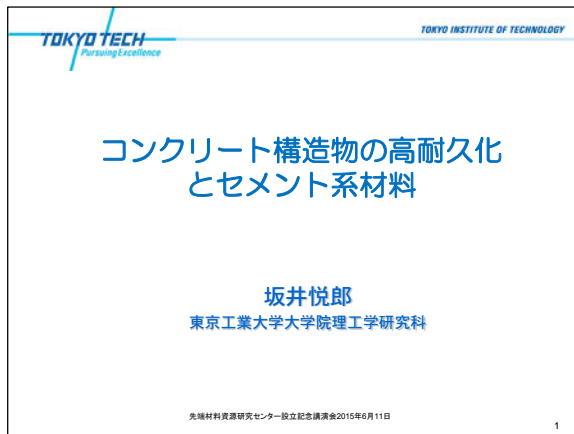 TOKYO TECH
Pursuing Excellence
TOKYO INSTITUTE OF TECHNOLOGY
コンクリート構造物の高耐久化
とセメント系材料
坂井悦郎
東京工業大学大学院理工学研究科
先端材料資源研究センター設立記念講演会2015年6月11日
1